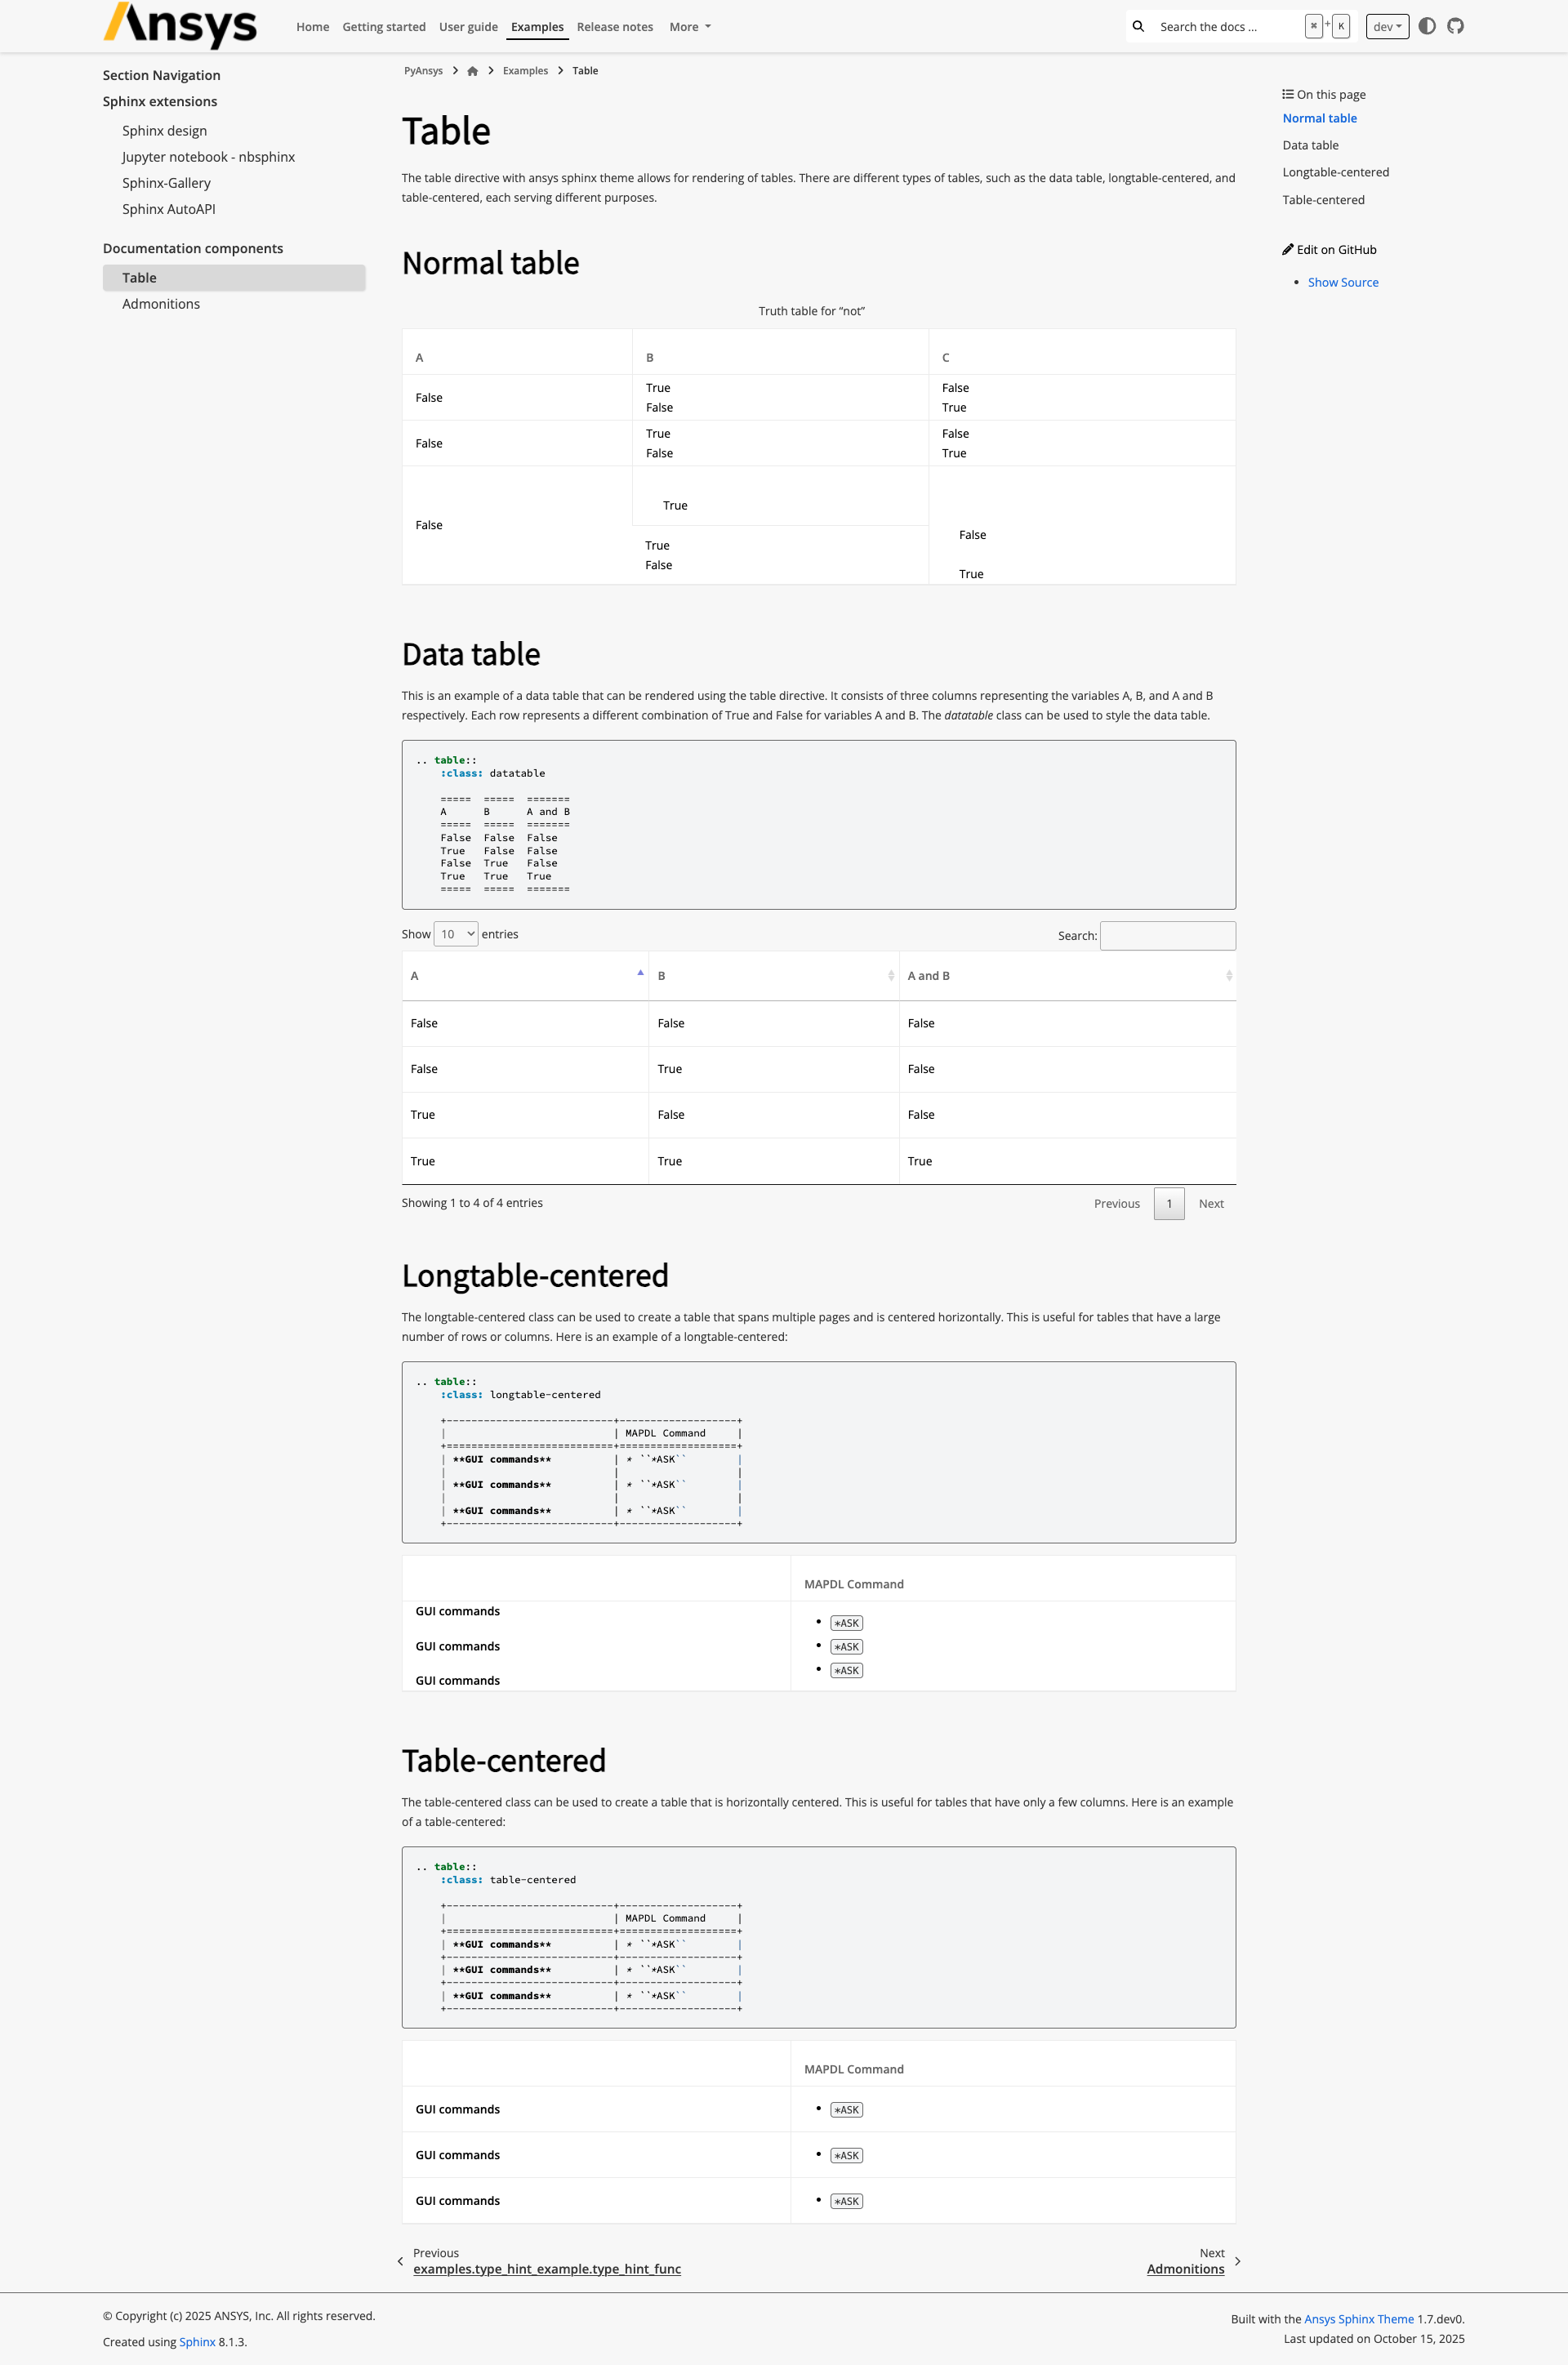 Ansys
Home Getting started User guide Examples Release notes More
Search the docs ... ⌘ + K dev
Section Navigation
Sphinx extensions
Sphinx design
Jupyter notebook - nbsphinx
Sphinx-Gallery
Sphinx AutoAPI
Documentation components
Table
Admonitions
PyAnsys Examples Table
Table
The table directive with ansys sphinx theme allows for rendering of tables. There are different types of tables, such as the data table, longtable-centered, and
table-centered, each serving different purposes.
Normal table
Truth table for “not”
A B C
False
True
False
False
True
False
True
False
False
True
False
True
True
False
False
True
Data table
This is an example of a data table that can be rendered using the table directive. It consists of three columns representing the variables A, B, and A and B
respectively. Each row represents a different combination of True and False for variables A and B. The datatable class can be used to style the data table.
.. table::
    :class: datatable

    =====  =====  =======
    A      B      A and B
    =====  =====  =======
    False  False  False
    True   False  False
    False  True   False
    True   True   True
    =====  =====  =======
Show 10 entries
Search:
A B A and B
False False False
False True False
True False False
True True True
Showing 1 to 4 of 4 entries
Previous 1 Next
Longtable-centered
The longtable-centered class can be used to create a table that spans multiple pages and is centered horizontally. This is useful for tables that have a large
number of rows or columns. Here is an example of a longtable-centered:
.. table::
    :class: longtable-centered

    +---------------------------+-------------------+
    |                           | MAPDL Command     |
    +===========================+===================+
    | **GUI commands**          | * ``*ASK``        |
    |                           |                   |
    | **GUI commands**          | * ``*ASK``        |
    |                           |                   |
    | **GUI commands**          | * ``*ASK``        |
    +---------------------------+-------------------+
MAPDL Command
GUI commands
GUI commands
GUI commands
• *ASK
• *ASK
• *ASK
Table-centered
The table-centered class can be used to create a table that is horizontally centered. This is useful for tables that have only a few columns. Here is an example
of a table-centered:
.. table::
    :class: table-centered

    +---------------------------+-------------------+
    |                           | MAPDL Command     |
    +===========================+===================+
    | **GUI commands**          | * ``*ASK``        |
    +---------------------------+-------------------+
    | **GUI commands**          | * ``*ASK``        |
    +---------------------------+-------------------+
    | **GUI commands**          | * ``*ASK``        |
    +---------------------------+-------------------+
MAPDL Command
GUI commands • *ASK
GUI commands • *ASK
GUI commands • *ASK
Previous
examples.type_hint_example.type_hint_func
Next
Admonitions
On this page
Normal table
Data table
Longtable-centered
Table-centered
Edit on GitHub
• Show Source
© Copyright (c) 2025 ANSYS, Inc. All rights reserved.
Created using Sphinx 8.1.3.
Built with the Ansys Sphinx Theme 1.7.dev0.
Last updated on October 15, 2025